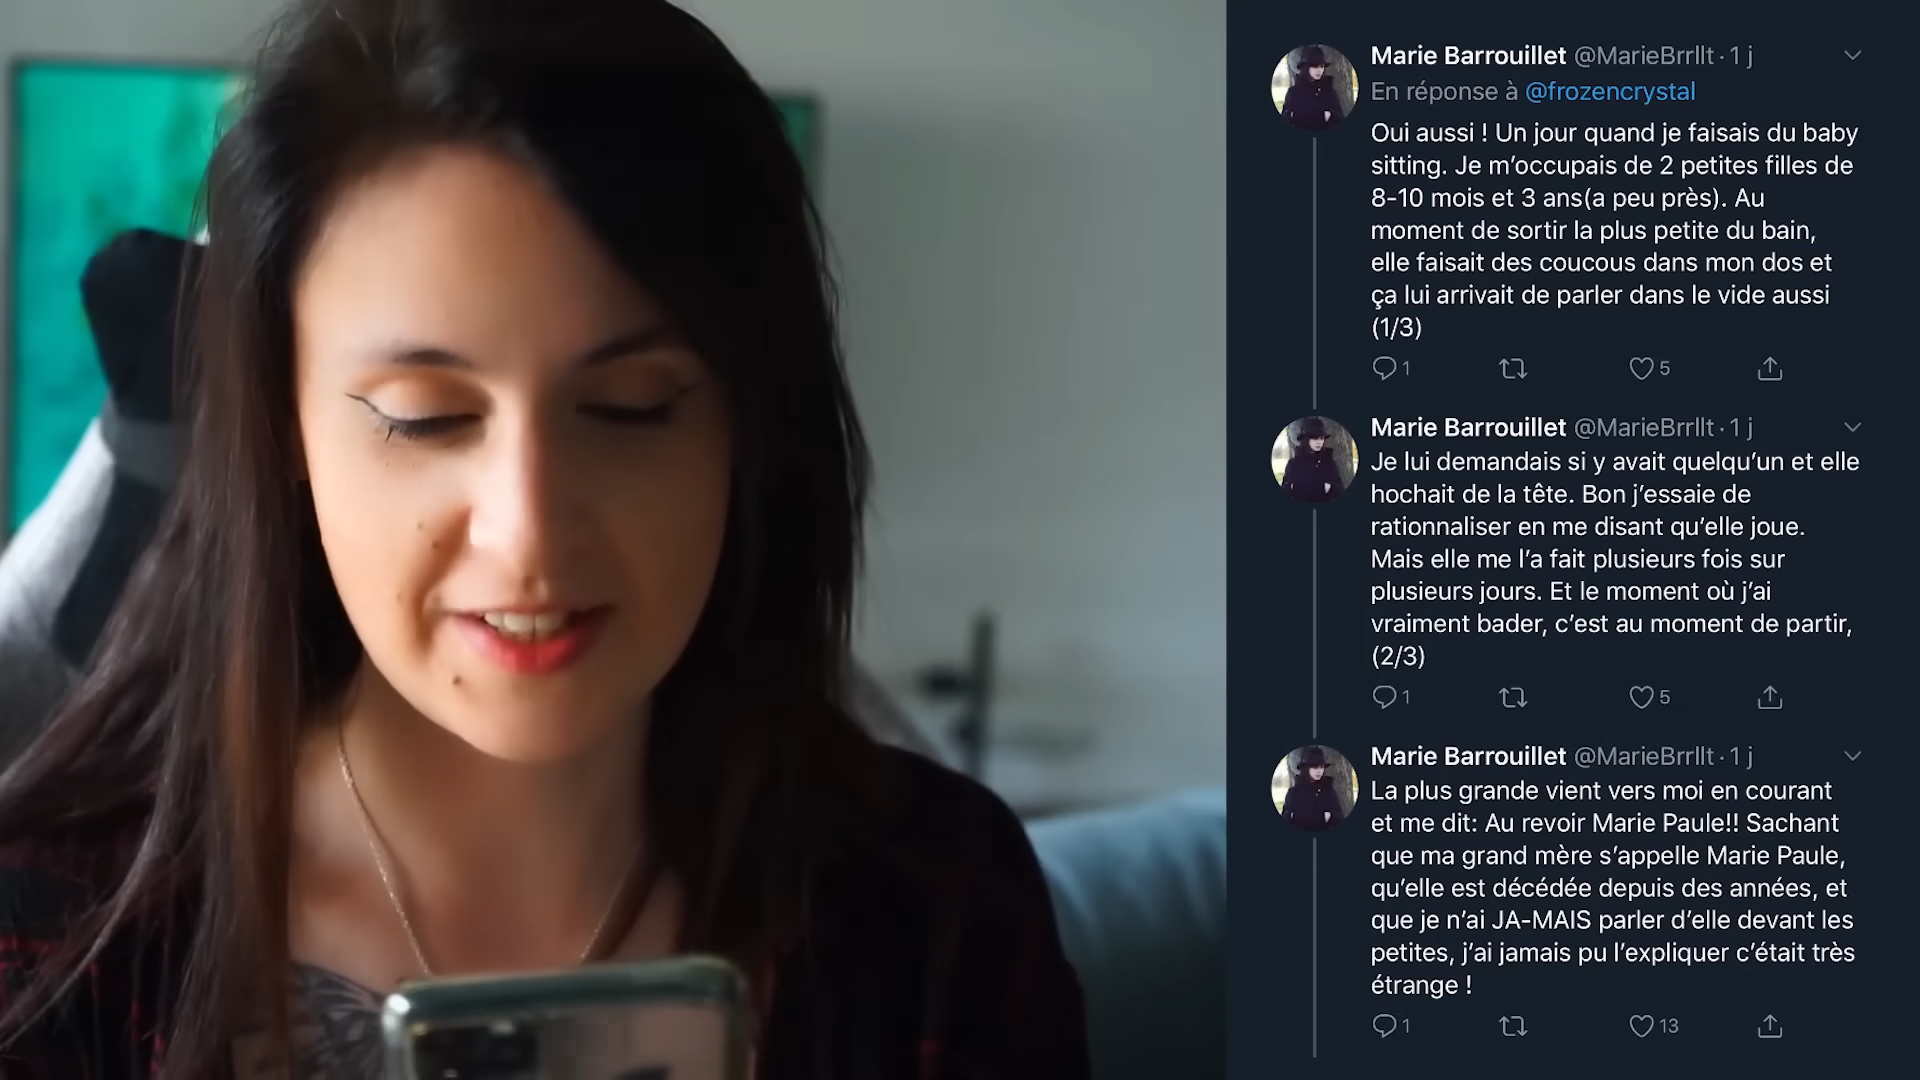 Marie Barrouillet @MarieBrrllt · 1 j
En réponse à @frozencrystal
Oui aussi ! Un jour quand je faisais du baby
sitting. Je m’occupais de 2 petites filles de
8-10 mois et 3 ans(a peu près). Au
moment de sortir la plus petite du bain,
elle faisait des coucous dans mon dos et
ça lui arrivait de parler dans le vide aussi
(1/3)
1 5
Marie Barrouillet @MarieBrrllt · 1 j
Je lui demandais si y avait quelqu’un et elle
hochait de la tête. Bon j’essaie de
rationnaliser en me disant qu’elle joue.
Mais elle me l’a fait plusieurs fois sur
plusieurs jours. Et le moment où j’ai
vraiment bader, c’est au moment de partir,
(2/3)
1 5
Marie Barrouillet @MarieBrrllt · 1 j
La plus grande vient vers moi en courant
et me dit: Au revoir Marie Paule!! Sachant
que ma grand mère s’appelle Marie Paule,
qu’elle est décédée depuis des années, et
que je n’ai JA-MAIS parler d’elle devant les
petites, j’ai jamais pu l’expliquer c’était très
étrange !
1 13